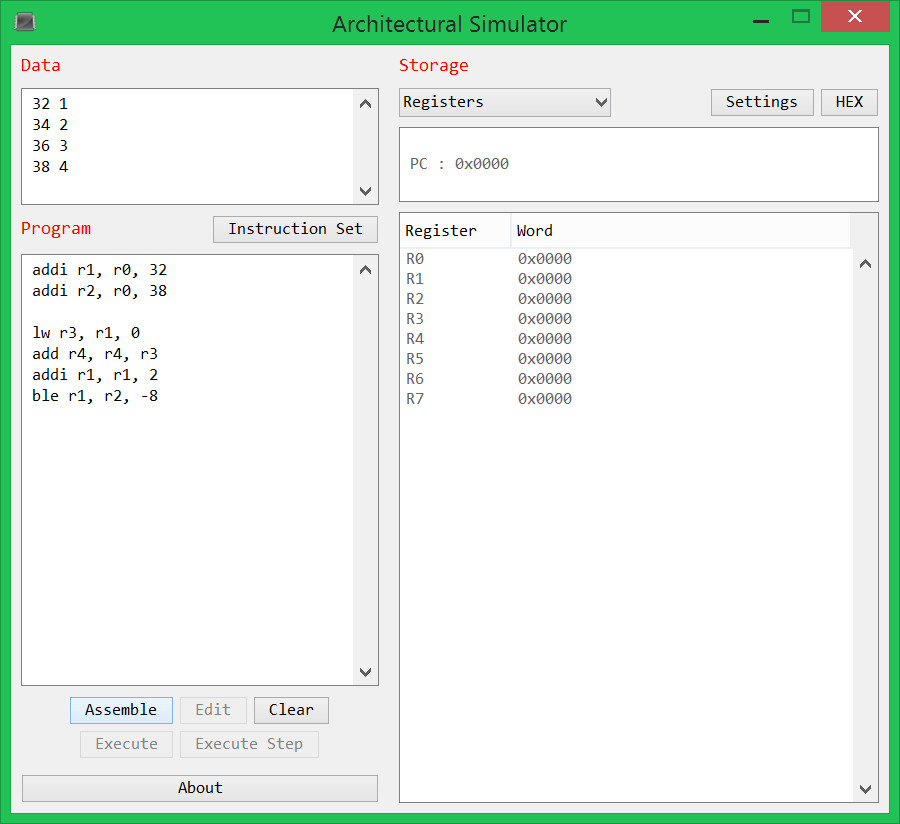 Architectural Simulator
Data
32 1
34 2
36 3
38 4
Program
Instruction Set
addi r1, r0, 32
addi r2, r0, 38
lw r3, r1, 0
add r4, r4, r3
addi r1, r1, 2
ble r1, r2, -8
Assemble Edit Clear
Execute Execute Step
About
Storage
Registers
Settings HEX
PC : 0x0000
Register Word
R0 0x0000
R1 0x0000
R2 0x0000
R3 0x0000
R4 0x0000
R5 0x0000
R6 0x0000
R7 0x0000